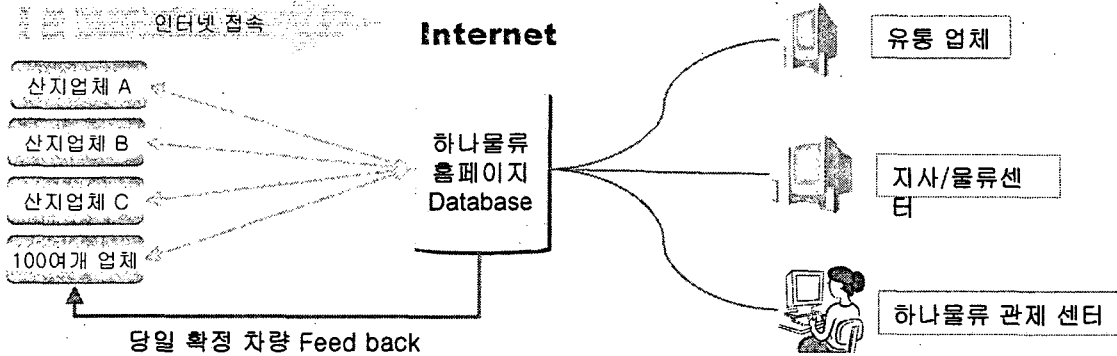 인터넷 접속
Internet
산지업체 A
산지업체 B
산지업체 C
100여개 업체
하나물류
홈페이지
Database
유통 업체
지사/물류센
터
하나물류 관제 센터
당일 확정 차량 Feed back